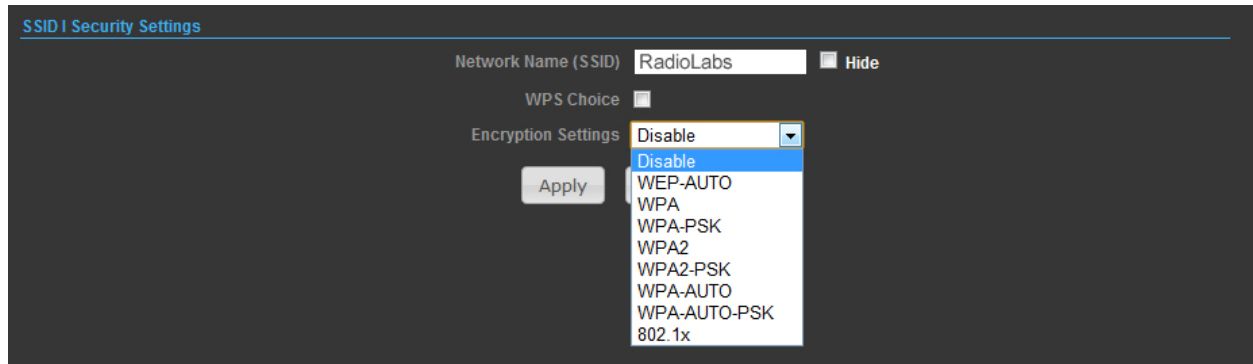 SSID I Security Settings
Network Name (SSID) RadioLabs Hide
WPS Choice
Encryption Settings Disable
Disable
WEP-AUTO
Apply
WPA
WPA-PSK
WPA2
WPA2-PSK
WPA-AUTO
WPA-AUTO-PSK
802.1x